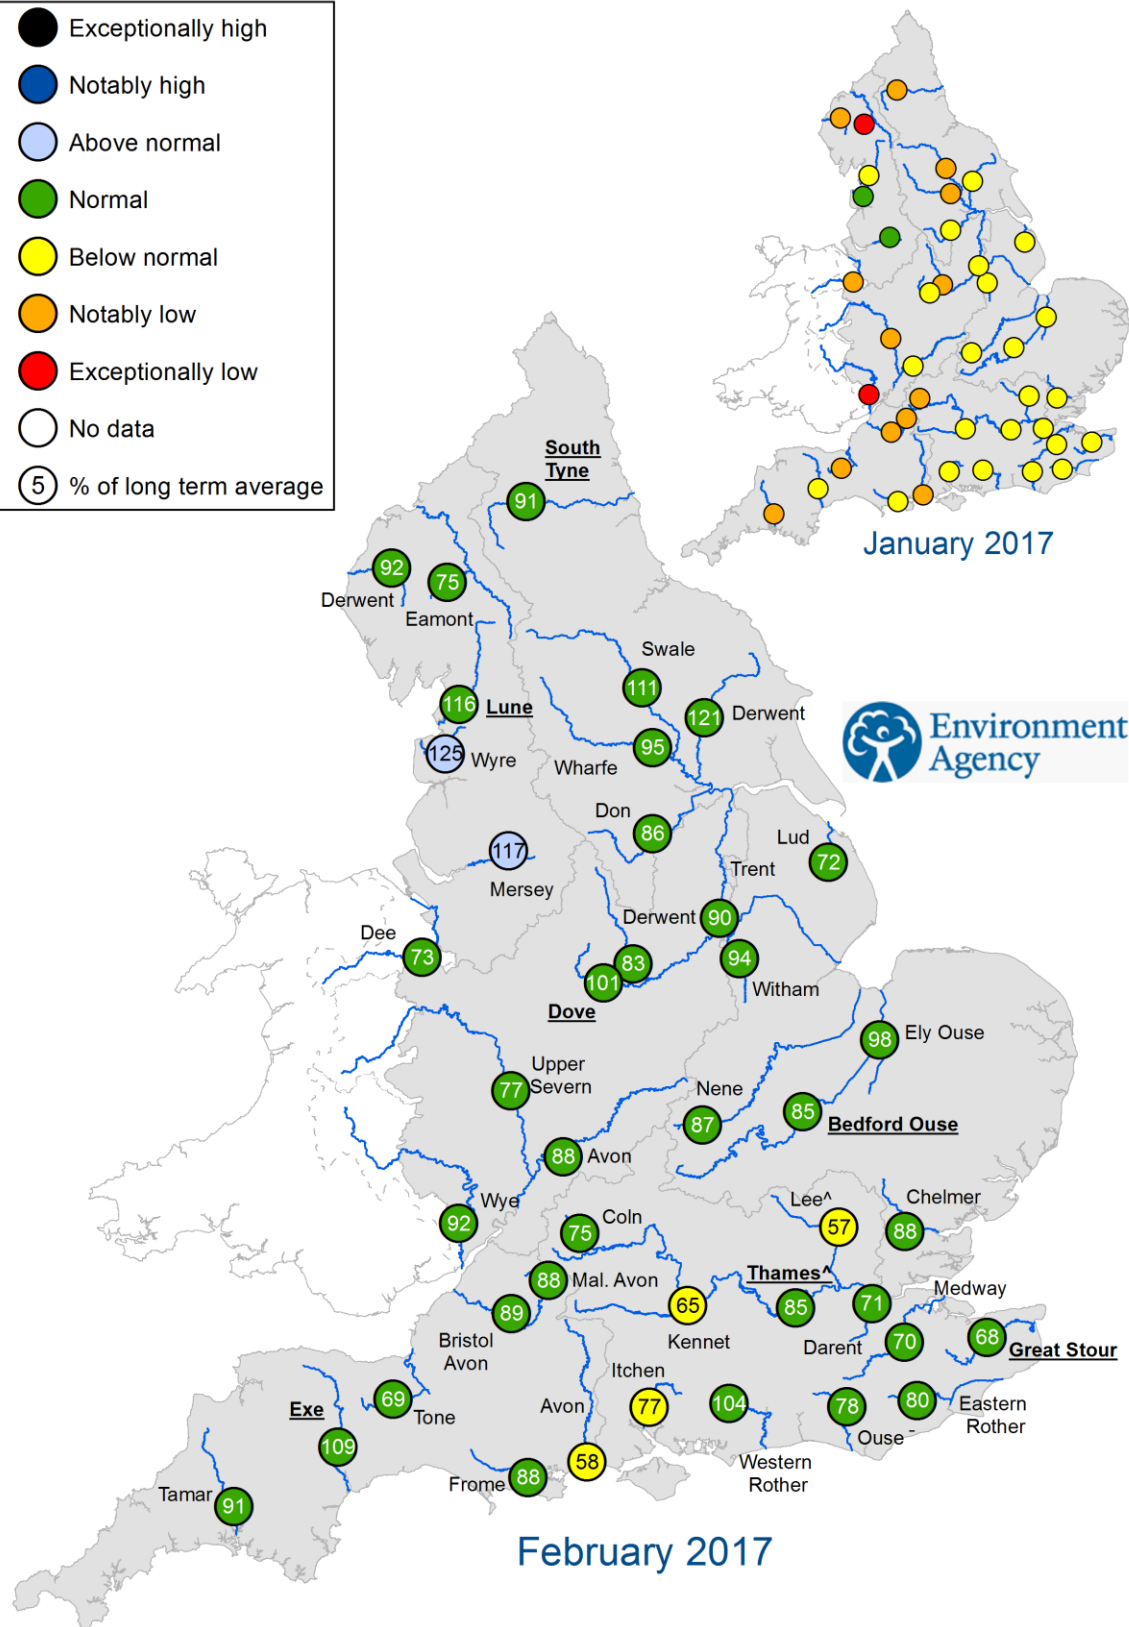 Exceptionally high
Notably high
Above normal
Normal
Below normal
Notably low
Exceptionally low
No data
5 % of long term average
January 2017
South
Tyne
91
92
Derwent
75
Eamont
Swale
111
116
Lune
121
Derwent
125
Wyre
95
Wharfe
Environment
Agency
Don
86
Lud
72
117
Mersey
Trent
Derwent
90
Dee
73
83
101
Dove
94
Witham
98
Ely Ouse
Upper
Severn
77
Nene
87
85
Bedford Ouse
88
Avon
Wye
92
Coln
75
Lee^
57
Chelmer
88
88
Mal. Avon
89
Bristol
Avon
65
Kennet
Thames^
85
71
Darent
Medway
70
68
Great Stour
Itchen
77
104
Western
Rother
78
Ouse -
80
Eastern
Rother
69
Tone
Exe
109
Avon
58
Frome
88
Tamar
91
February 2017